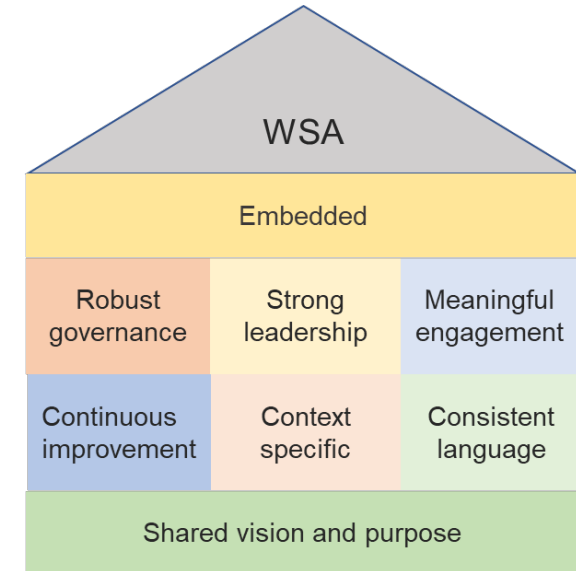 WSA
Embedded
Robust
governance
Strong
leadership
Meaningful
engagement
Continuous
improvement
Context
specific
Consistent
language
Shared vision and purpose